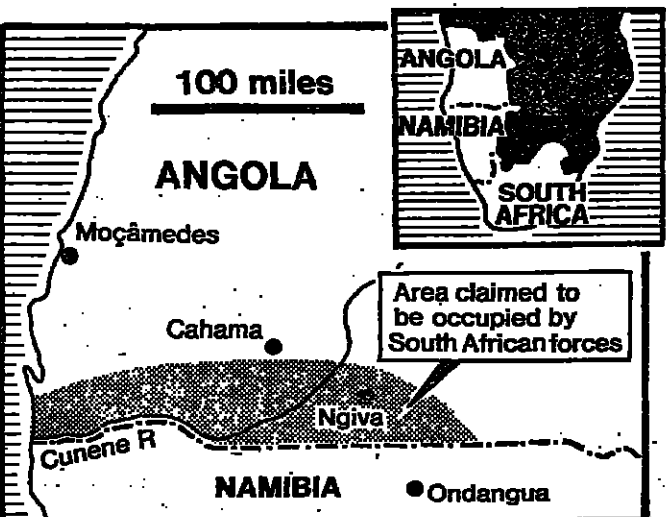 100 miles
ANGOLA
Moçâmedes
Cahama
Area claimed to
be occupied by
South African forces
Ngiva
Cunene R
NAMIBIA
Ondangua
ANGOLA
NAMIBIA
SOUTH
AFRICA